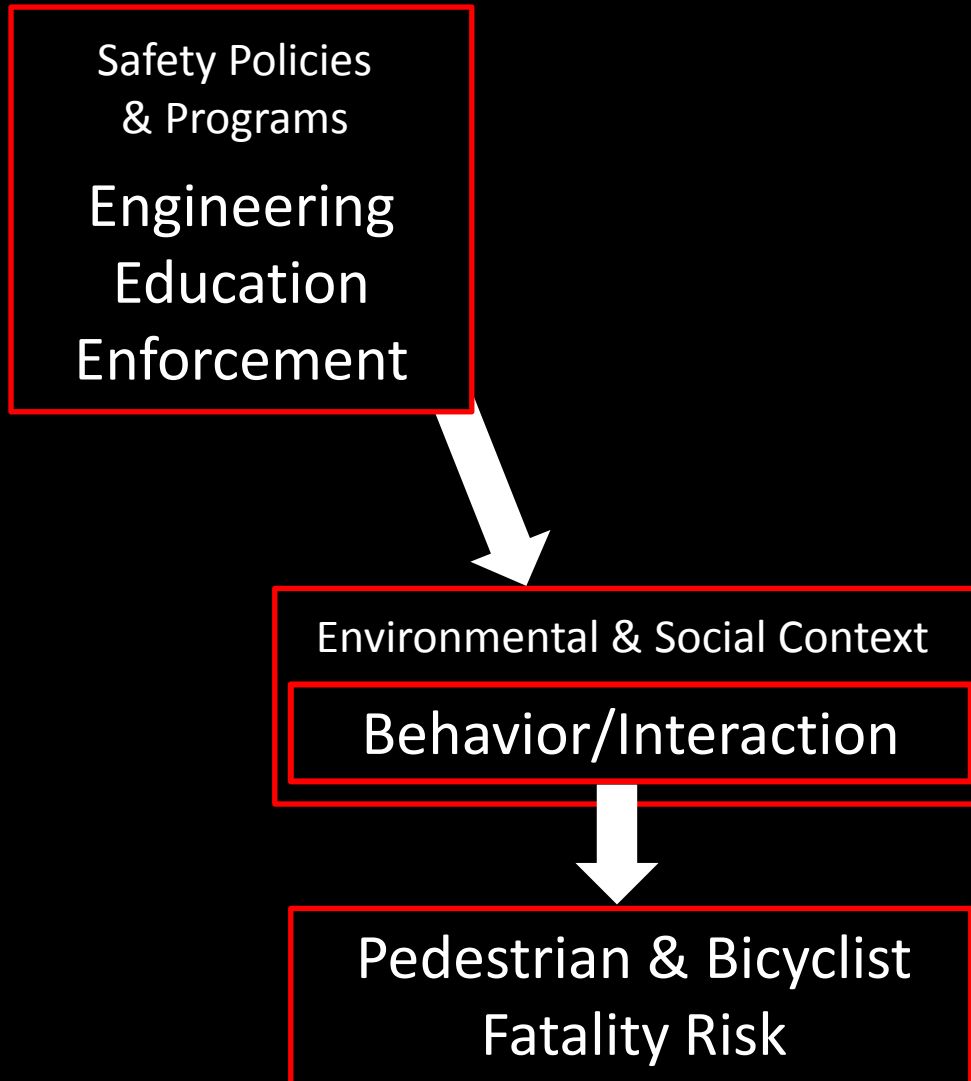 Safety Policies
& Programs
Engineering
Education
Enforcement
Environmental & Social Context
Behavior/Interaction
Pedestrian & Bicyclist
Fatality Risk